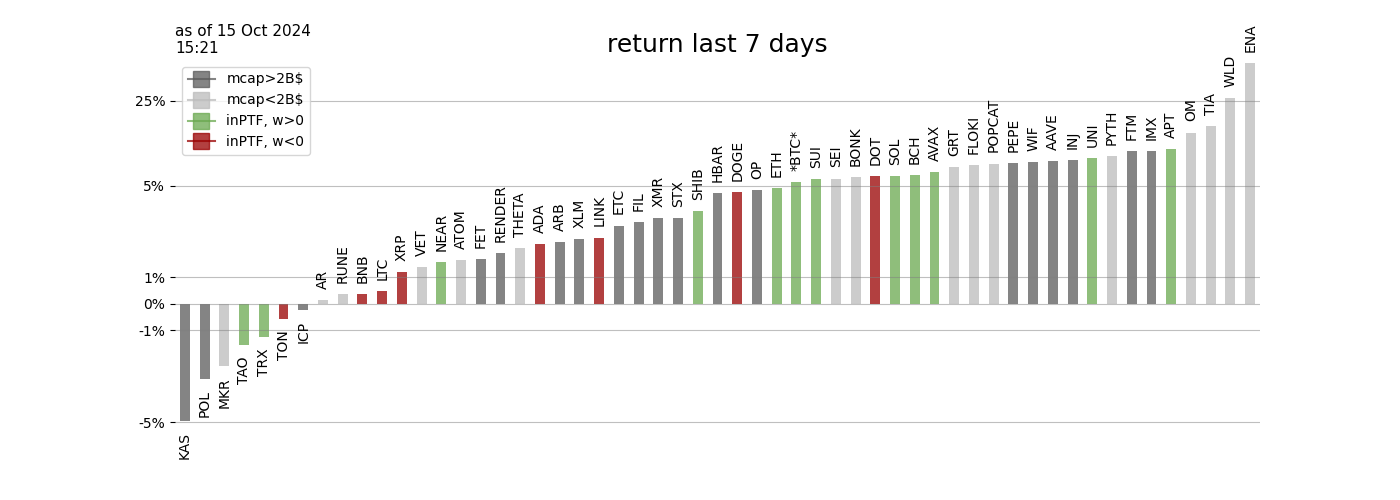 as of 15 Oct 2024
15:21
return last 7 days
mcap>2B$
mcap<2B$
inPTF, w>0
inPTF, w<0
25%
5%
1%
0%
-1%
-5%
KAS
POL
MKR
TAO
TRX
TON
ICP
AR
RUNE
BNB
LTC
XRP
VET
NEAR
ATOM
FET
RENDER
THETA
ADA
ARB
XLM
LINK
ETC
FIL
XMR
STX
SHIB
HBAR
DOGE
OP
ETH
*BTC*
SUI
SEI
BONK
DOT
SOL
BCH
AVAX
GRT
FLOKI
POPCAT
PEPE
WIF
AAVE
INJ
UNI
PYTH
FTM
IMX
APT
OM
TIA
WLD
ENA